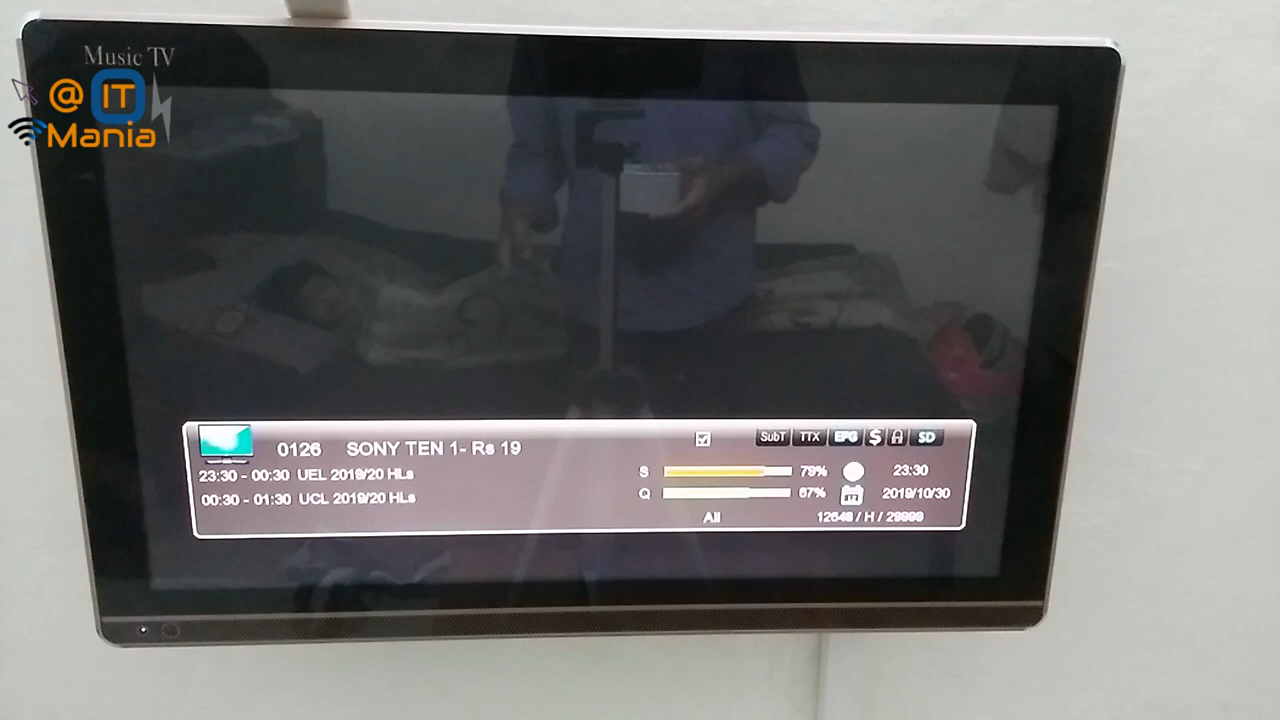 Music TV
@ IT
Mania
0126 SONY TEN 1- Rs 19
SubT TTX EPG $ SD
23:30 - 00:30 UEL 2019/20 HLs
S 79% 23:30
00:30 - 01:30 UCL 2019/20 HLs
Q 67% 2019/10/30
All 12648 / H / 29999